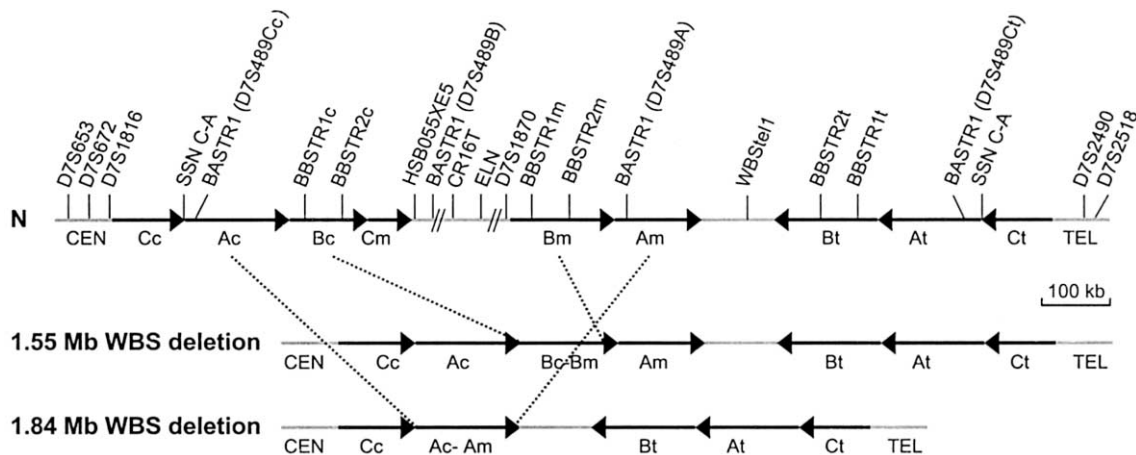 D7S653
D7S672
D7S1816
SSN C-A
BASTR1 (D7S489Cc)
BBSTR1c
BBSTR2c
HSB055XE5
BASTR1 (D7S489B)
CR16T
ELN
D7S1870
BBSTR1m
BBSTR2m
BASTR1 (D7S489A)
WBStel1
BBSTR2t
BBSTR1t
BASTR1 (D7S489Ct)
SSN C-A
D7S2490
D7S2518
N
CEN Cc Ac Bc Cm Bm Am Bt At Ct TEL
100 kb
1.55 Mb WBS deletion
CEN Cc Ac Bc-Bm Am Bt At Ct TEL
1.84 Mb WBS deletion
CEN Cc Ac- Am Bt At Ct TEL